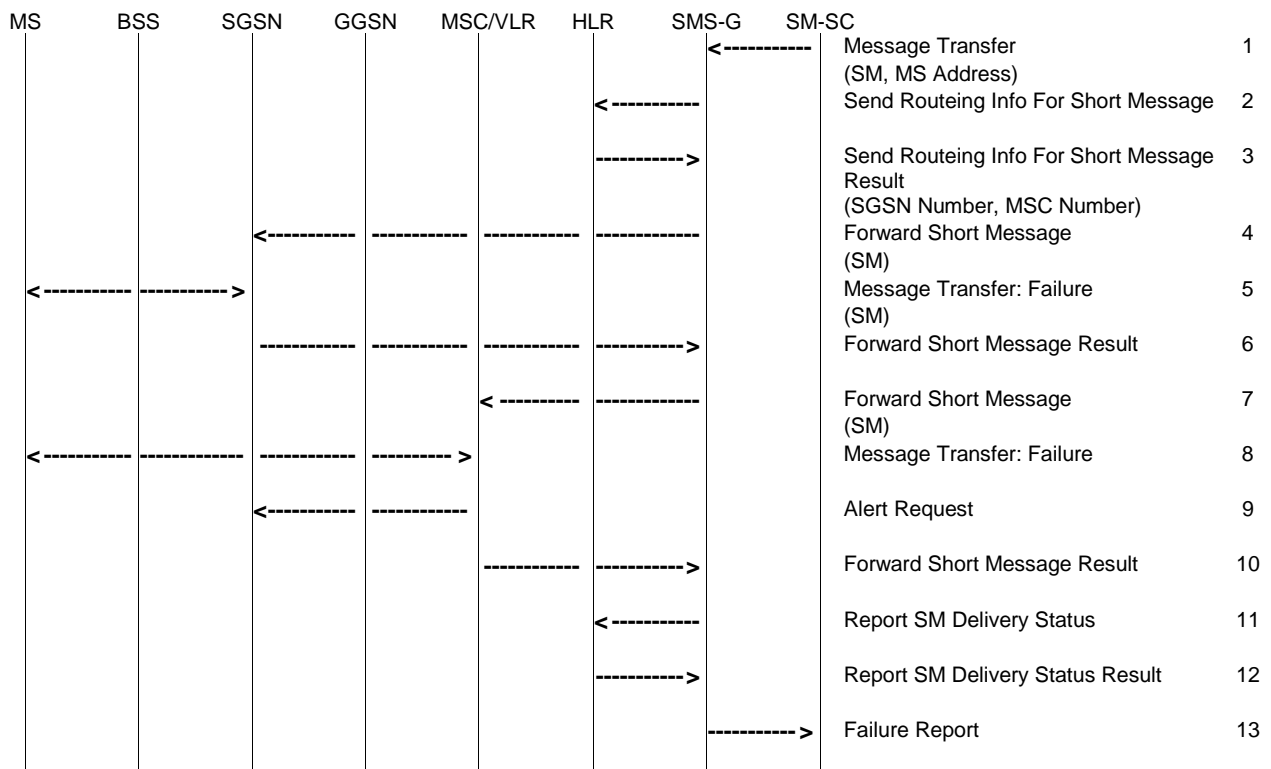 MS BSS SGSN GGSN MSC/VLR HLR SMS-G SM-SC
Message Transfer 1
(SM, MS Address)
Send Routeing Info For Short Message 2
Send Routeing Info For Short Message 3
Result
(SGSN Number, MSC Number)
Forward Short Message 4
(SM)
Message Transfer: Failure 5
(SM)
Forward Short Message Result 6
Forward Short Message 7
(SM)
Message Transfer: Failure 8
Alert Request 9
Forward Short Message Result 10
Report SM Delivery Status 11
Report SM Delivery Status Result 12
Failure Report 13